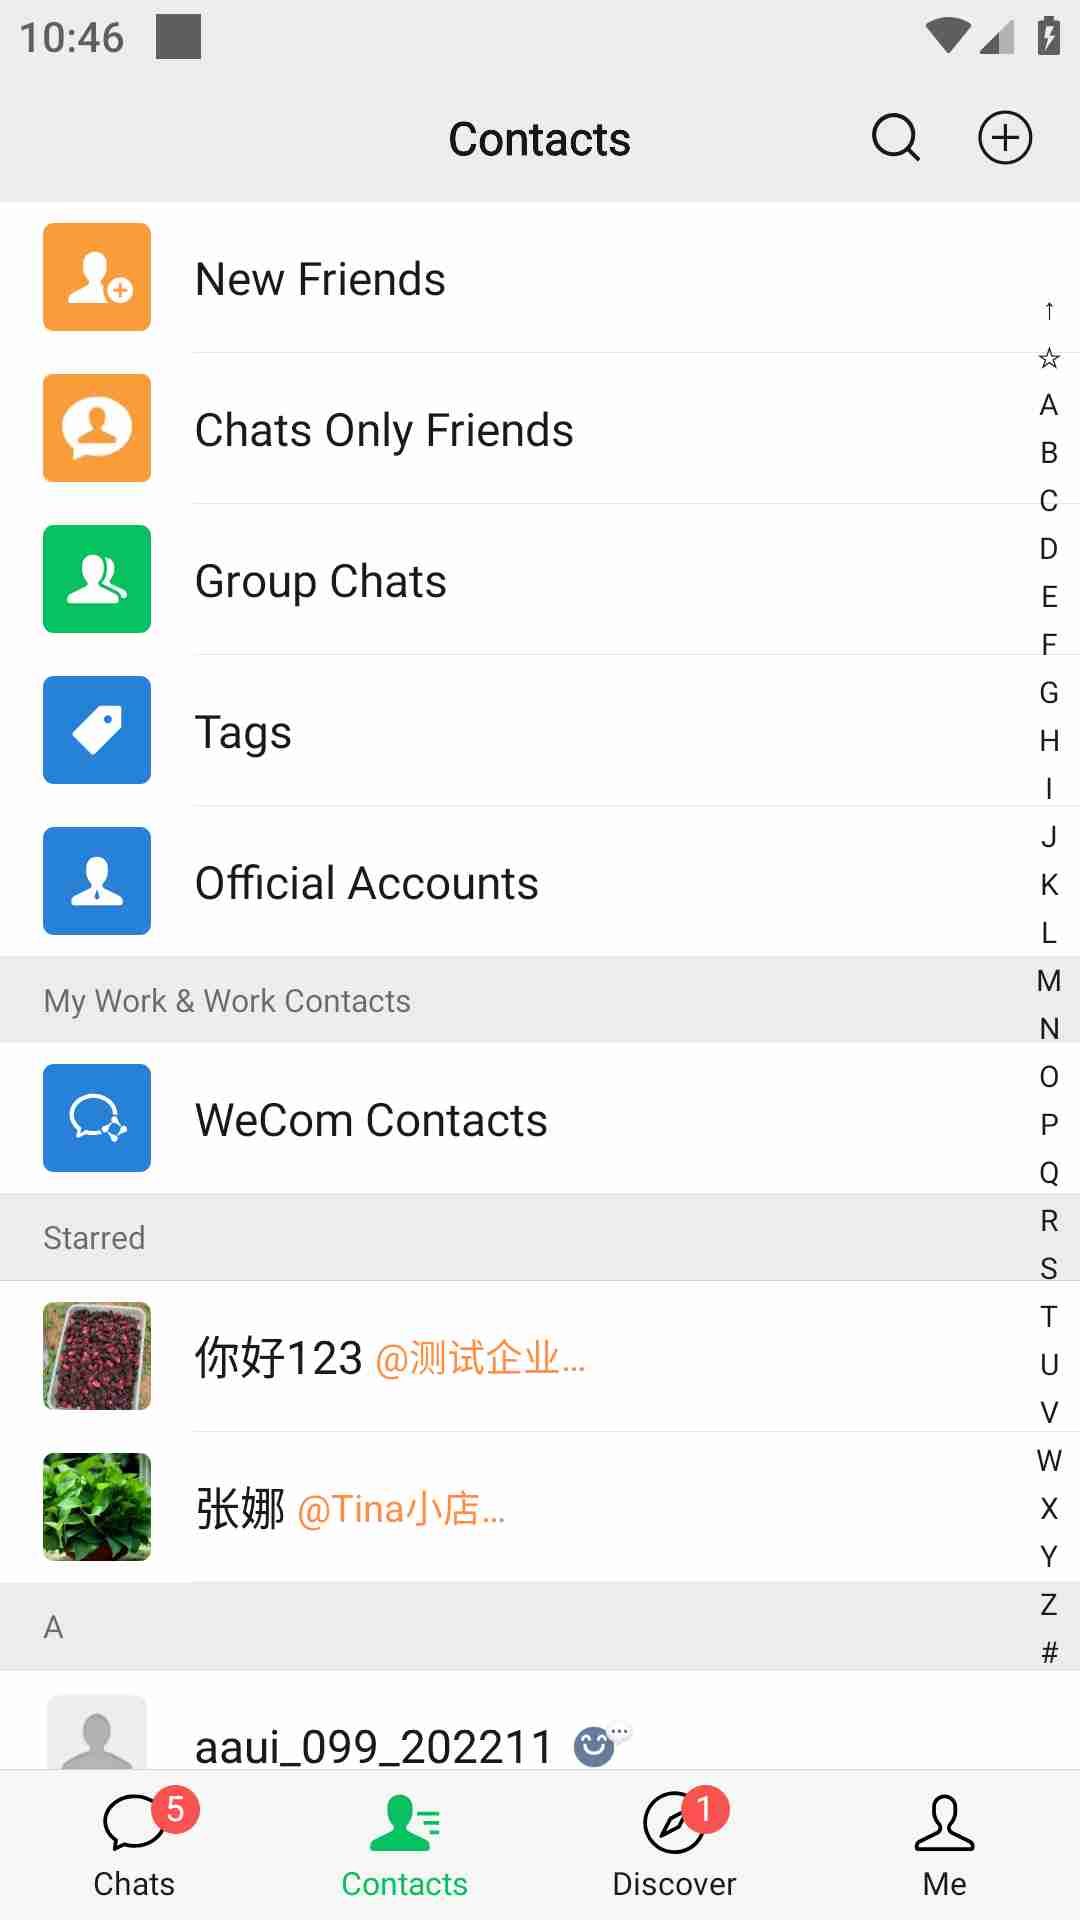 10:46
Contacts
New Friends
Chats Only Friends
Group Chats
Tags
Official Accounts
My Work & Work Contacts
WeCom Contacts
Starred
你好123 @测试企业...
张娜 @Tina小店...
A
aaui_099_202211
↑
☆
A
B
C
D
E
F
G
H
I
J
K
L
M
N
O
P
Q
R
S
T
U
V
W
X
Y
Z
#
5
1
Chats
Contacts
Discover
Me